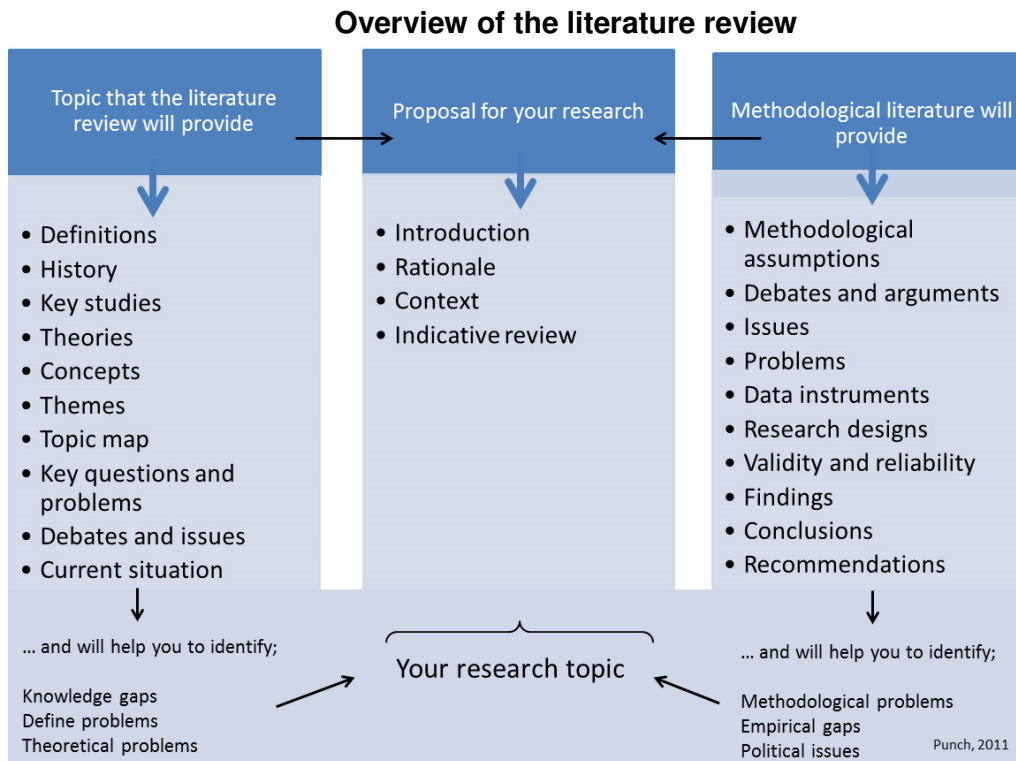 Overview of the literature review
Topic that the literature
review will provide
• Definitions
• History
• Key studies
• Theories
• Concepts
• Themes
• Topic map
• Key questions and
problems
• Debates and issues
• Current situation
... and will help you to identify;
Knowledge gaps
Define problems
Theoretical problems
Proposal for your research
• Introduction
• Rationale
• Context
• Indicative review
Your research topic
Methodological literature will
provide
• Methodological
assumptions
• Debates and arguments
• Issues
• Problems
• Data instruments
• Research designs
• Validity and reliability
• Findings
• Conclusions
• Recommendations
... and will help you to identify;
Methodological problems
Empirical gaps
Political issues
Punch, 2011